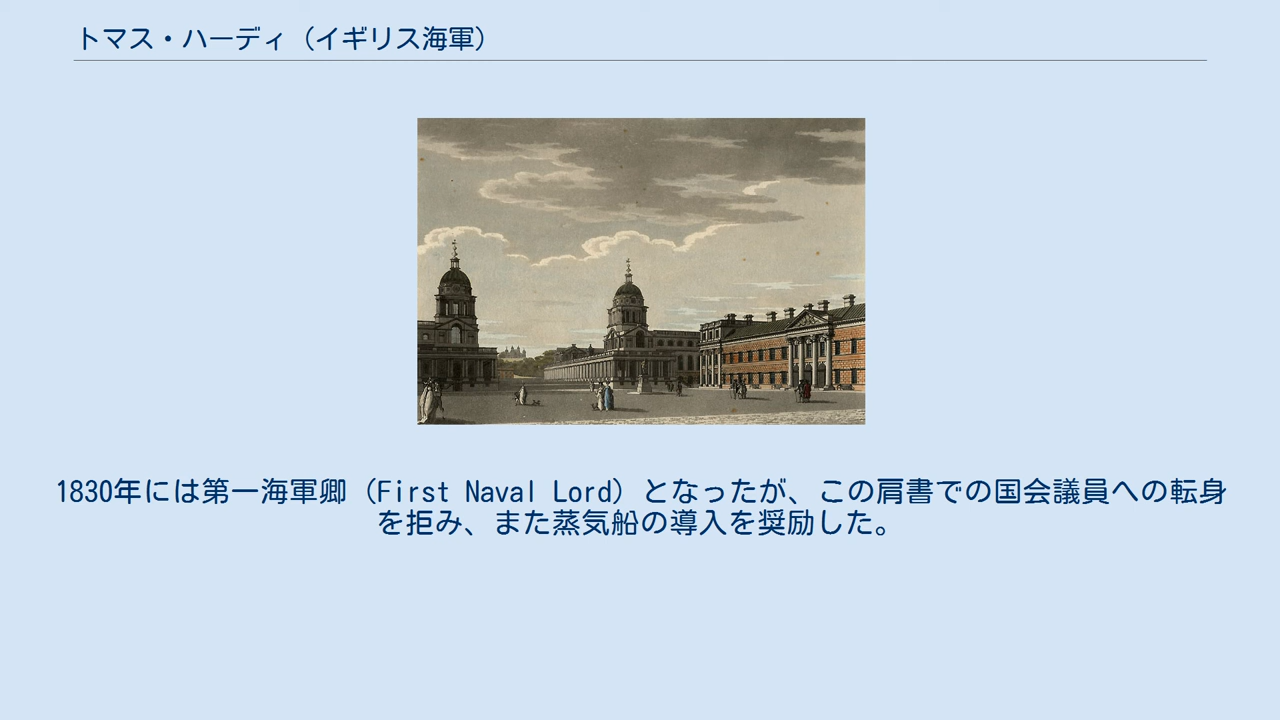 トマス・ハーディ（イギリス海軍）
1830年には第一海軍卿（First Naval Lord）となったが、この肩書での国会議員への転身
を拒み、また蒸気船の導入を奨励した。